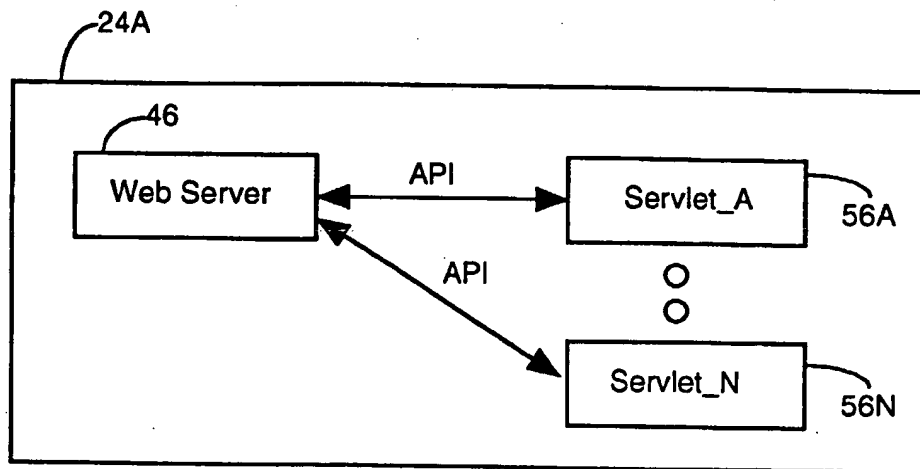 24A
46
Web Server
API
Servlet_A
56A
API
Servlet_N
56N